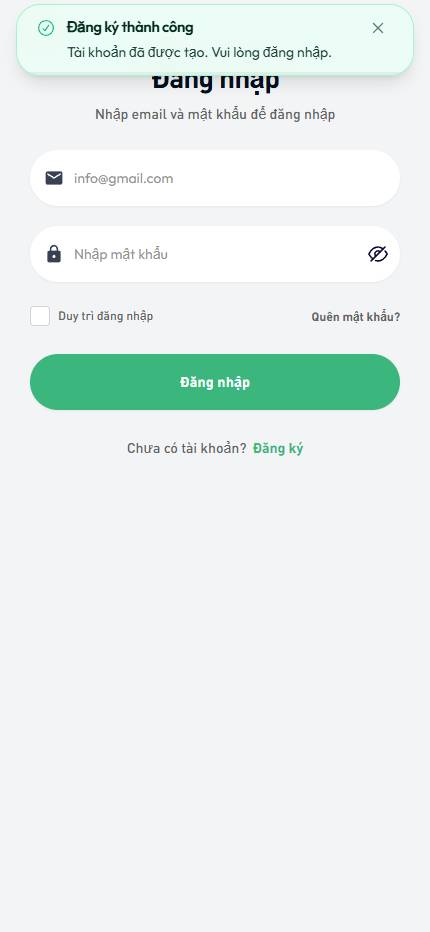 Đăng ký thành công
Tài khoản đã được tạo. Vui lòng đăng nhập.
Đăng nhập
Nhập email và mật khẩu để đăng nhập
info@gmail.com
Nhập mật khẩu
Duy trì đăng nhập
Quên mật khẩu?
Đăng nhập
Chưa có tài khoản? Đăng ký